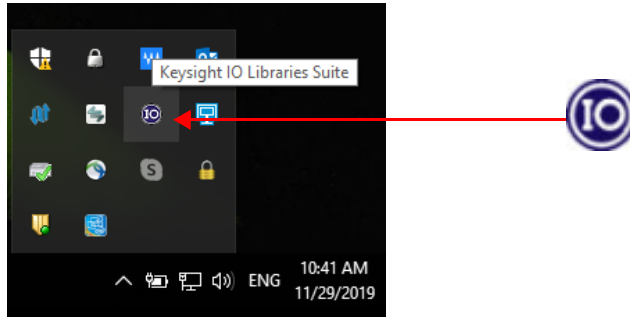 Keysight IO Libraries Suite
IO
IO
S
ENG
10:41 AM
11/29/2019